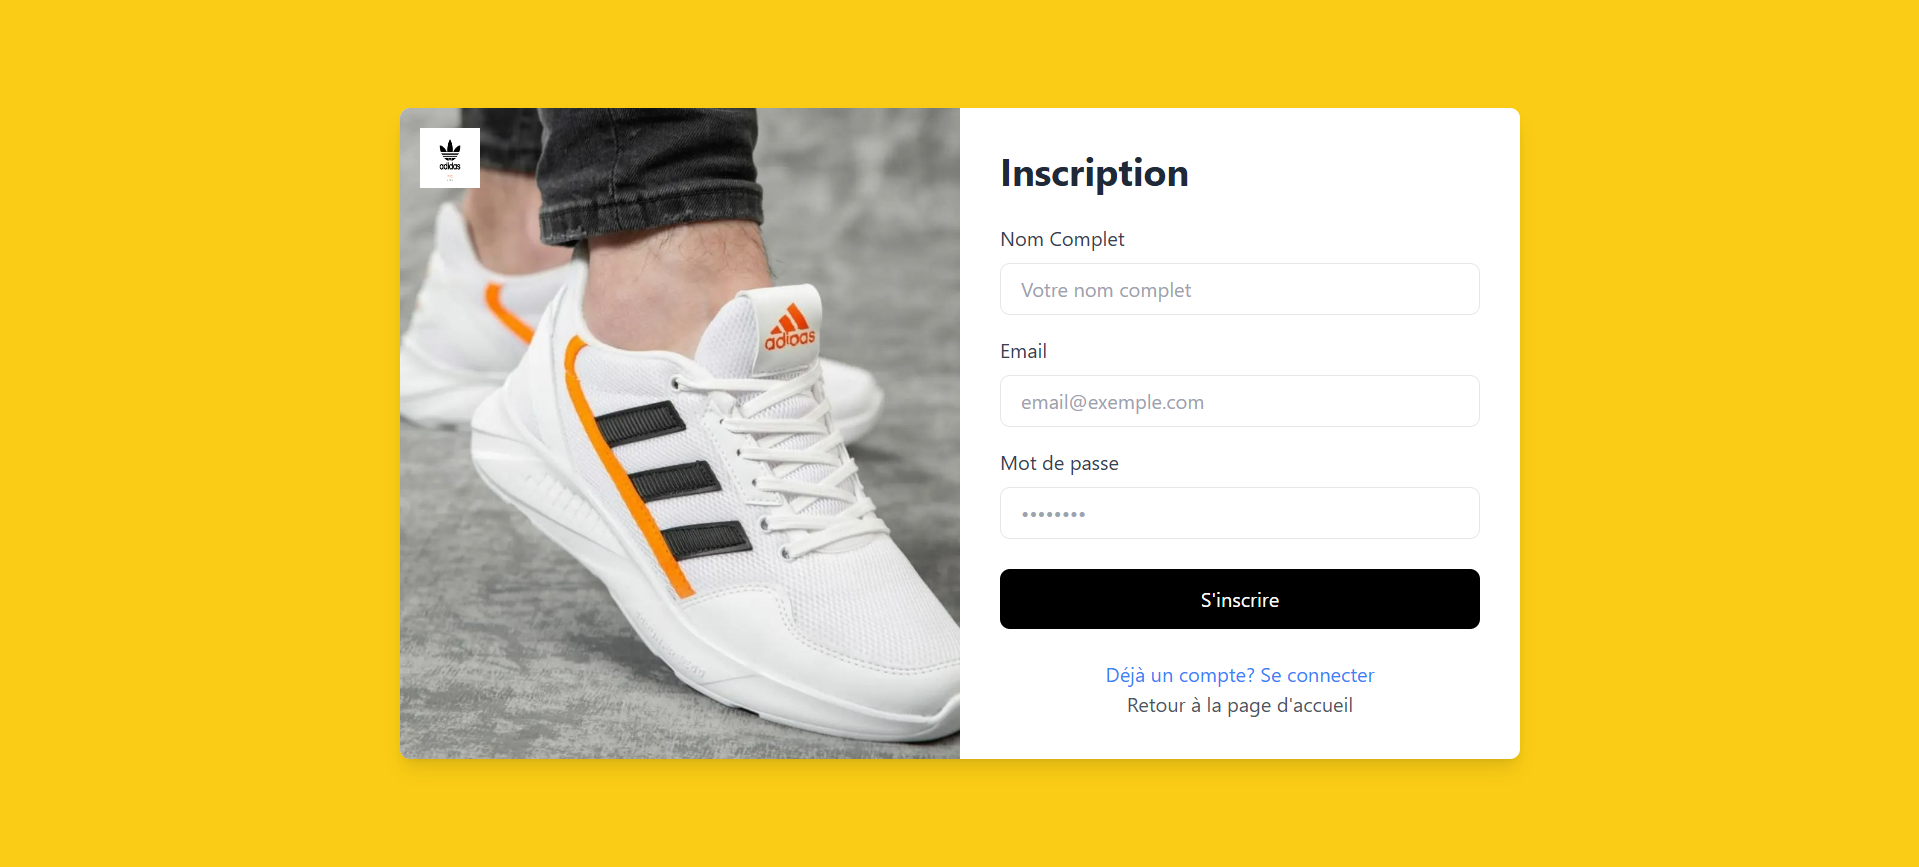 adidas
adidas
Inscription
Nom Complet
Votre nom complet
Email
email@exemple.com
Mot de passe
••••••••
S'inscrire
Déjà un compte? Se connecter
Retour à la page d'accueil